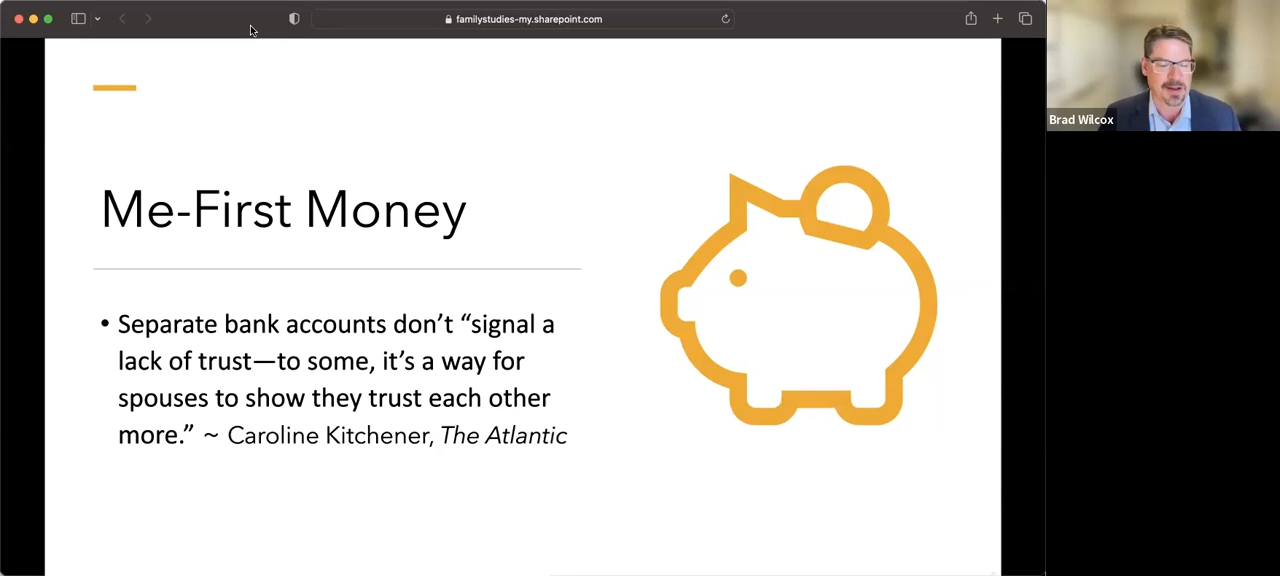 familystudies-my.sharepoint.com
Brad Wilcox
Me-First Money
• Separate bank accounts don’t “signal a
lack of trust—to some, it’s a way for
spouses to show they trust each other
more.” ~ Caroline Kitchener, The Atlantic